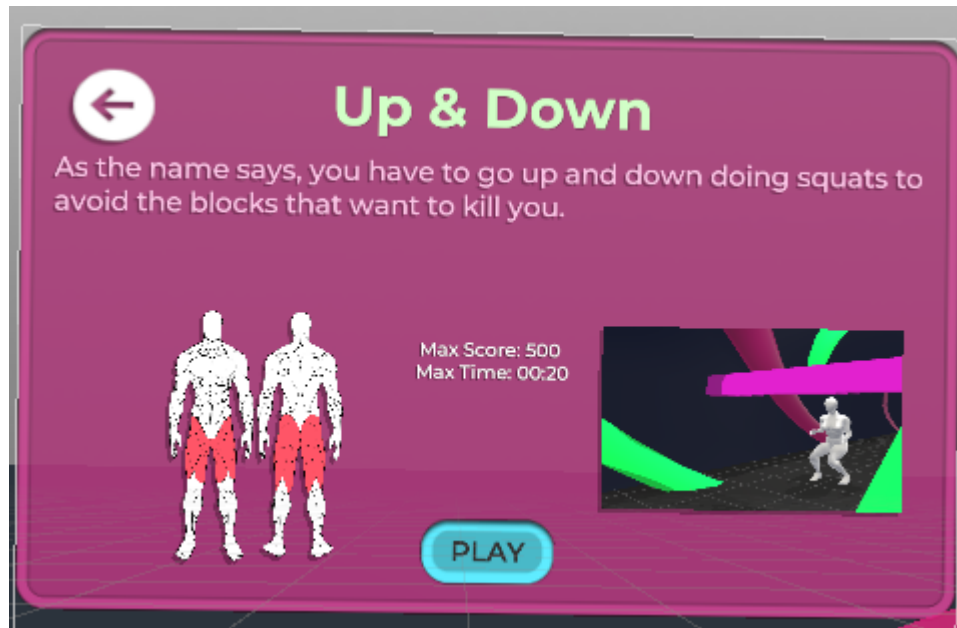 Up & Down
As the name says, you have to go up and down doing squats to
avoid the blocks that want to kill you.
Max Score: 500
Max Time: 00:20
PLAY